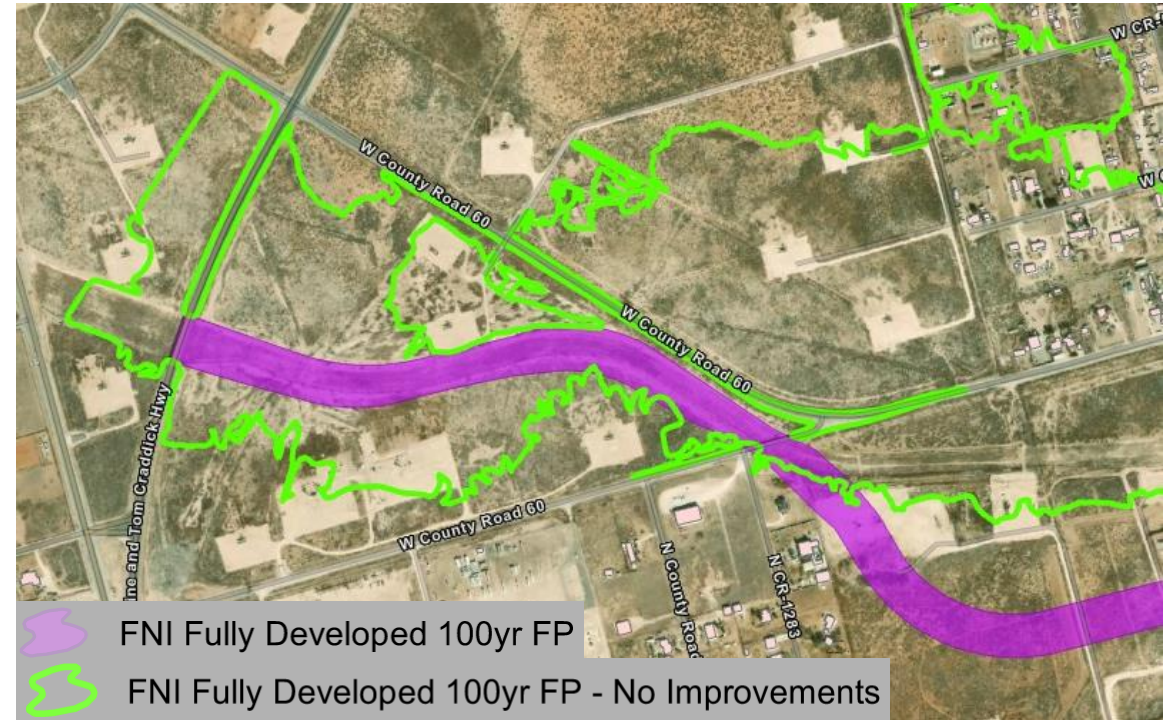 W CR-
W County Road 60
W C
W County Road 60
ine and Tom Craddick Hwy
W County Road 60
N County Road
N CR-1283
FNI Fully Developed 100yr FP
FNI Fully Developed 100yr FP - No Improvements